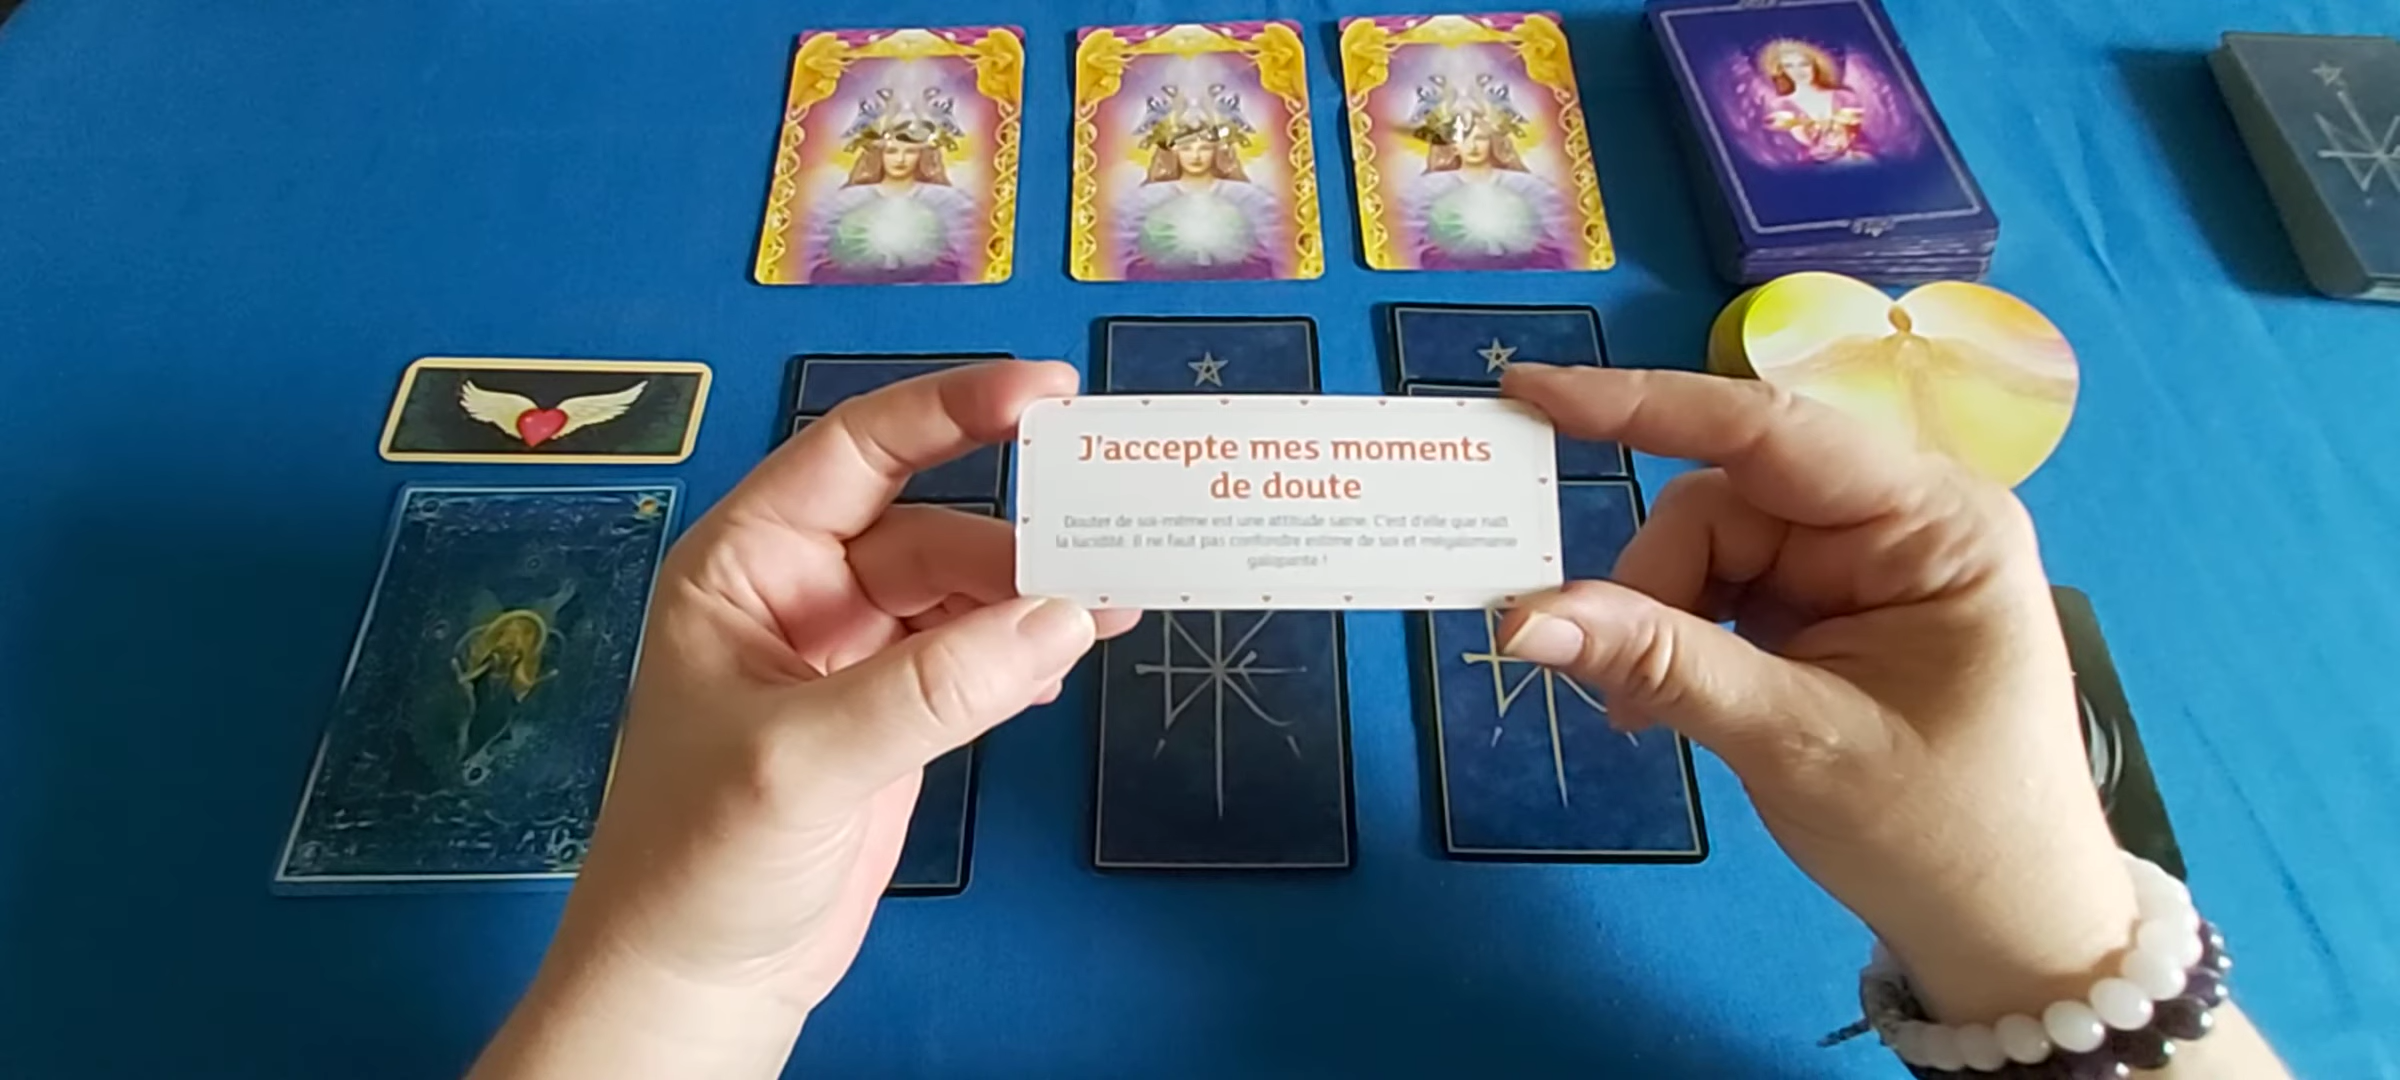 J'accepte mes moments
de doute
Douter de soi-même est une attitude saine. C'est d'elle que naît
la lucidité. Il ne faut pas confondre estime de soi et mégalomanie
galopante !